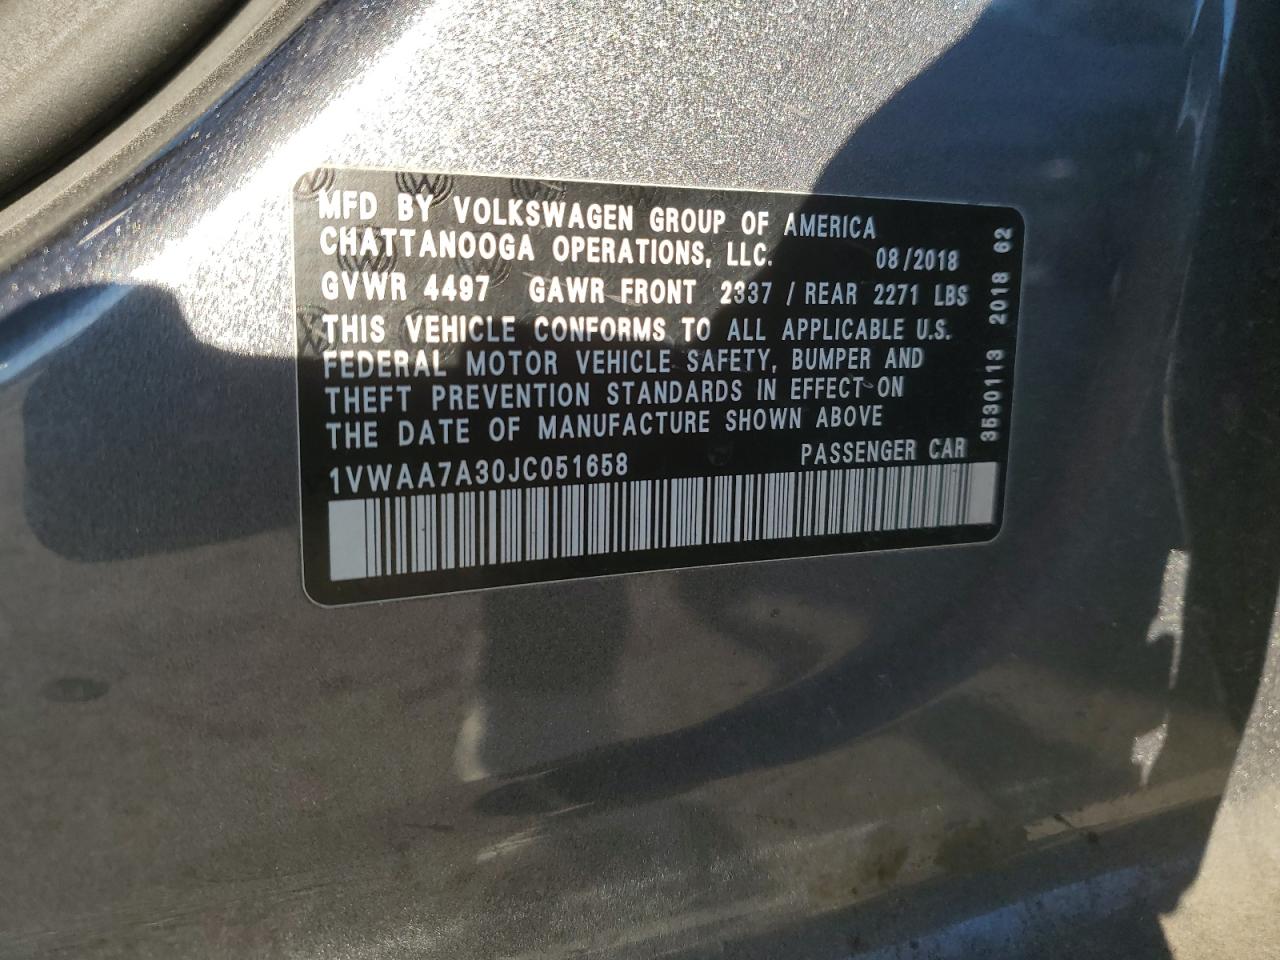 MFD BY VOLKSWAGEN GROUP OF AMERICA
CHATTANOOGA OPERATIONS, LLC. 08/2018
GVWR 4497 GAWR FRONT 2337 / REAR 2271 LBS
THIS VEHICLE CONFORMS TO ALL APPLICABLE U.S.
FEDERAL MOTOR VEHICLE SAFETY, BUMPER AND
THEFT PREVENTION STANDARDS IN EFFECT ON
THE DATE OF MANUFACTURE SHOWN ABOVE
1VWAA7A30JC051658 PASSENGER CAR
3530113 2018 62